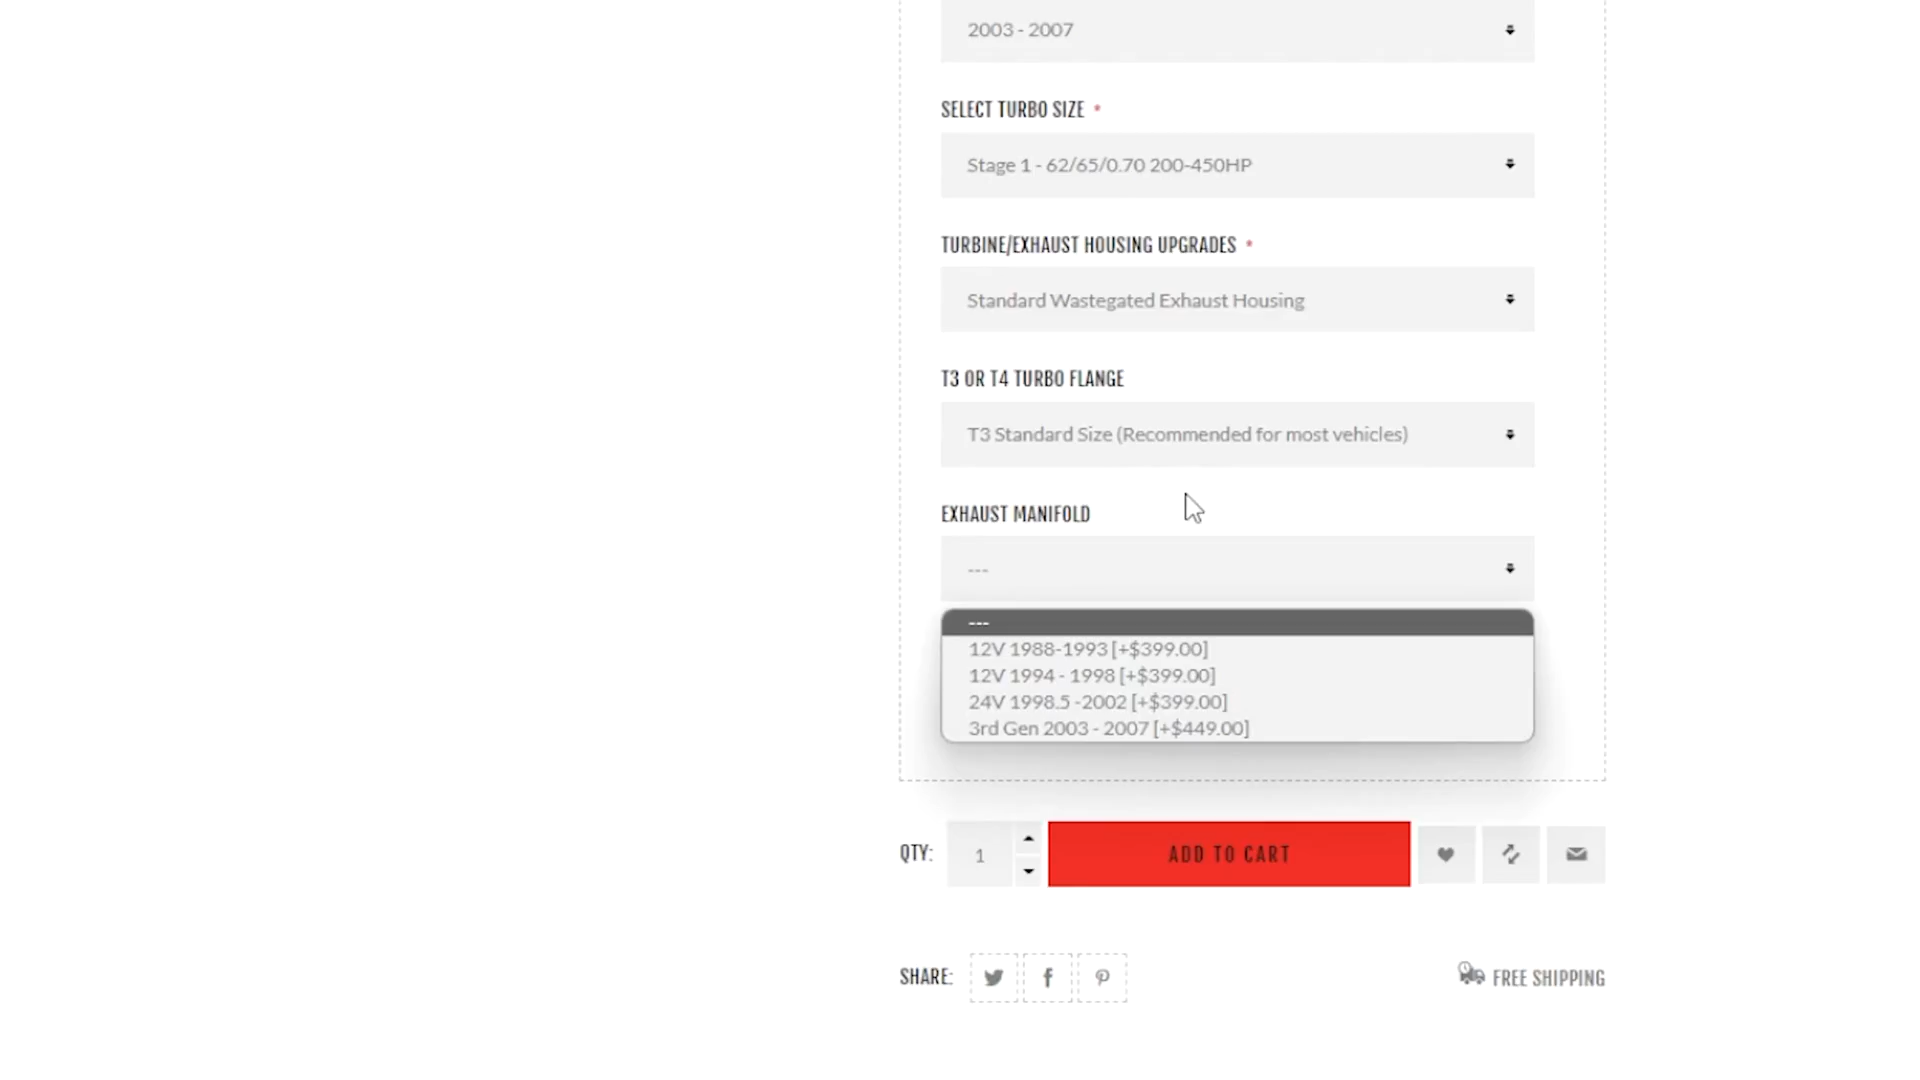 2003 - 2007
SELECT TURBO SIZE *
Stage 1 - 62/65/0.70 200-450HP
TURBINE/EXHAUST HOUSING UPGRADES *
Standard Wastegated Exhaust Housing
T3 OR T4 TURBO FLANGE
T3 Standard Size (Recommended for most vehicles)
EXHAUST MANIFOLD
---
---
12V 1988-1993 [+$399.00]
12V 1994 - 1998 [+$399.00]
24V 1998.5 -2002 [+$399.00]
3rd Gen 2003 - 2007 [+$449.00]
QTY: 1 ADD TO CART
SHARE: FREE SHIPPING